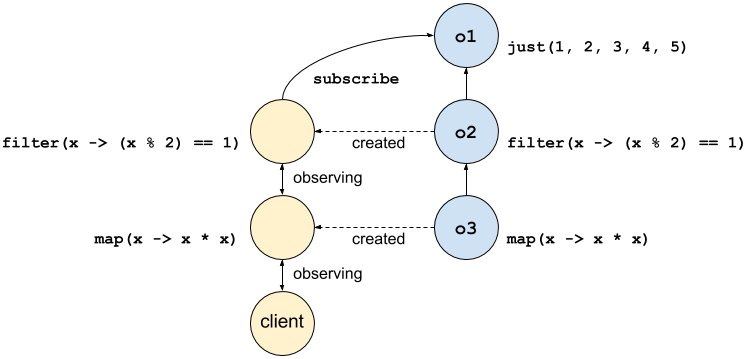 o1
just(1, 2, 3, 4, 5)
subscribe
filter(x -> (x % 2) == 1)
created
o2
filter(x -> (x % 2) == 1)
observing
map(x -> x * x)
created
o3
map(x -> x * x)
observing
client